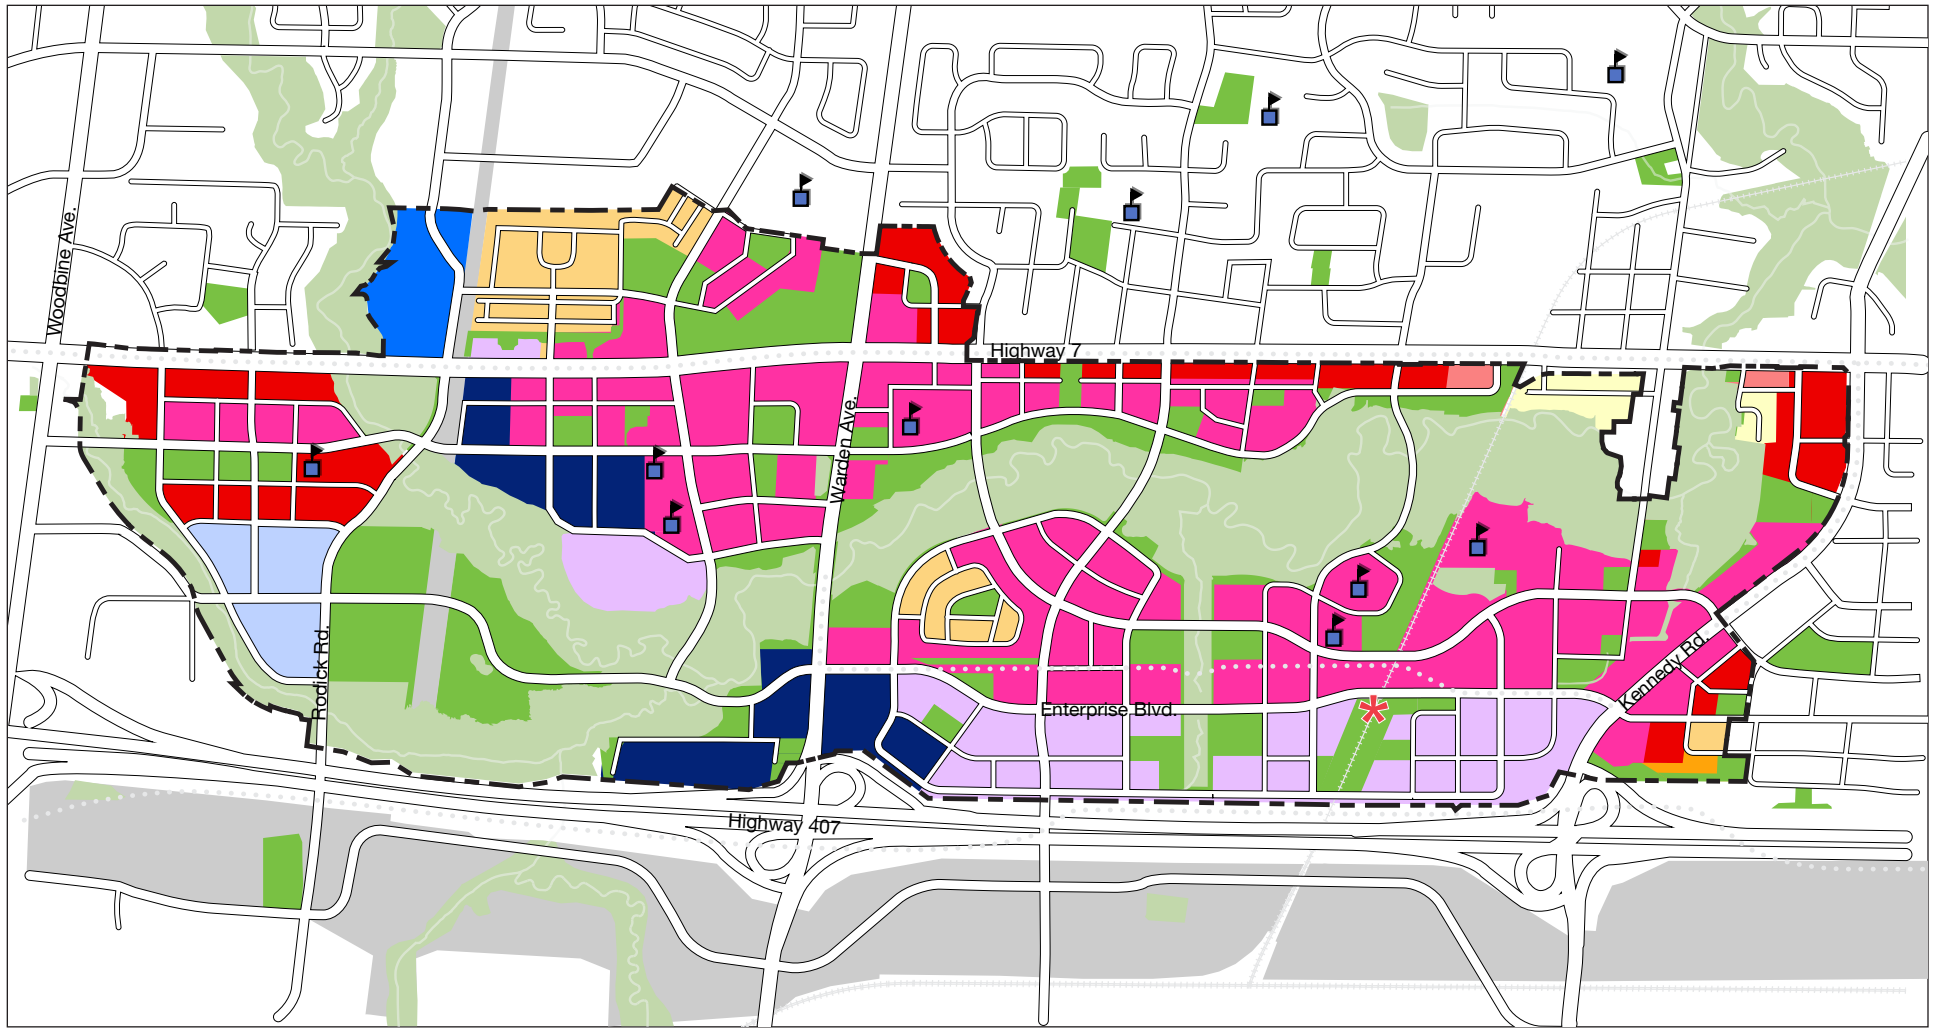 Woodbine Ave.
Highway 7
Warden Ave.
Rodick Rd.
Kennedy Rd.
Enterprise Blvd.
Highway 407